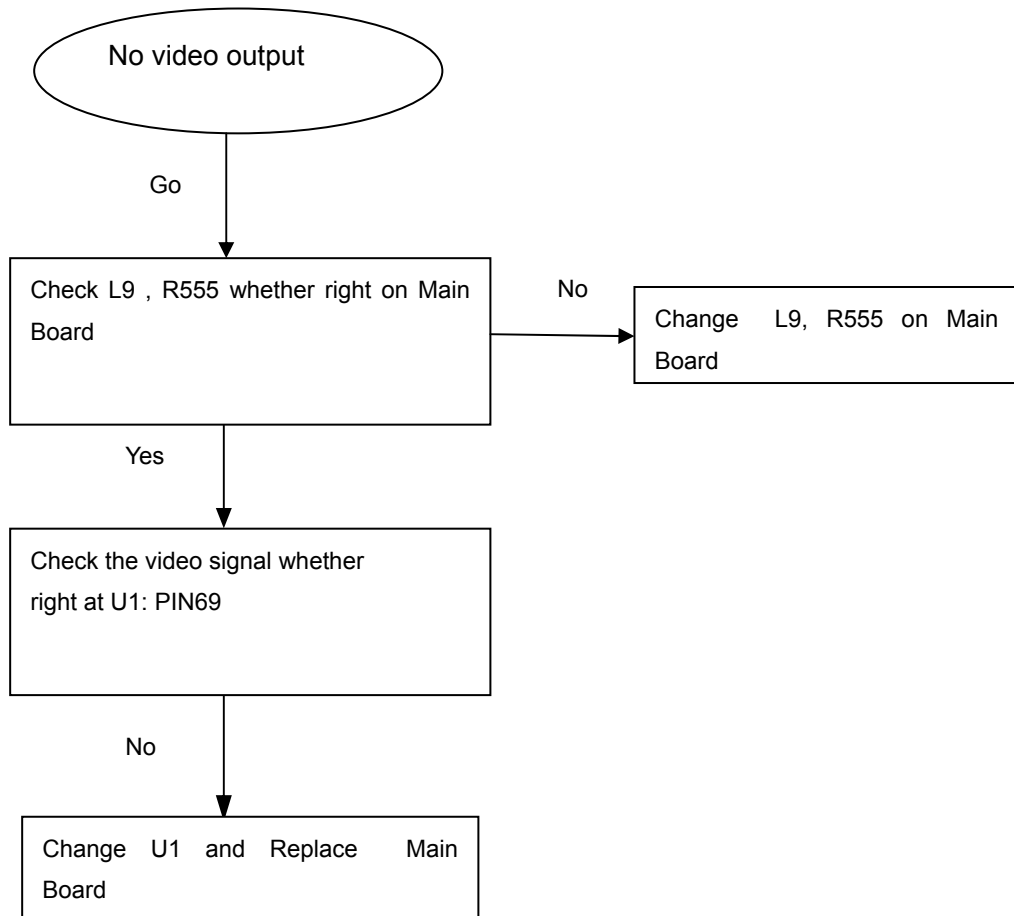 No video output
Go
Check L9 , R555 whether right on Main
Board
No
Change L9, R555 on Main
Board
Yes
Check the video signal whether
right at U1: PIN69
No
Change U1 and Replace Main
Board